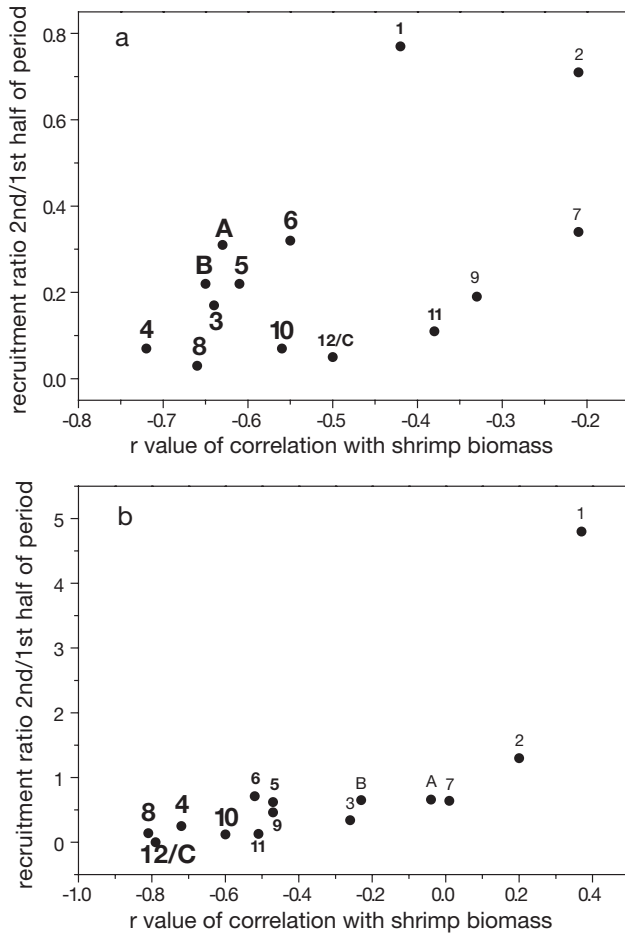 a
recruitment ratio 2nd/1st half of period
0.8
0.6
0.4
0.2
0.0
1
2
A
6
7
B
5
9
3
4
8
10
12/C
11
-0.8 -0.7 -0.6 -0.5 -0.4 -0.3 -0.2
r value of correlation with shrimp biomass
b
recruitment ratio 2nd/1st half of period
5
4
3
2
1
0
1
2
6
5
B
A
7
8
4
10
9
3
12/C
11
-1.0 -0.8 -0.6 -0.4 -0.2 0.0 0.2 0.4
r value of correlation with shrimp biomass